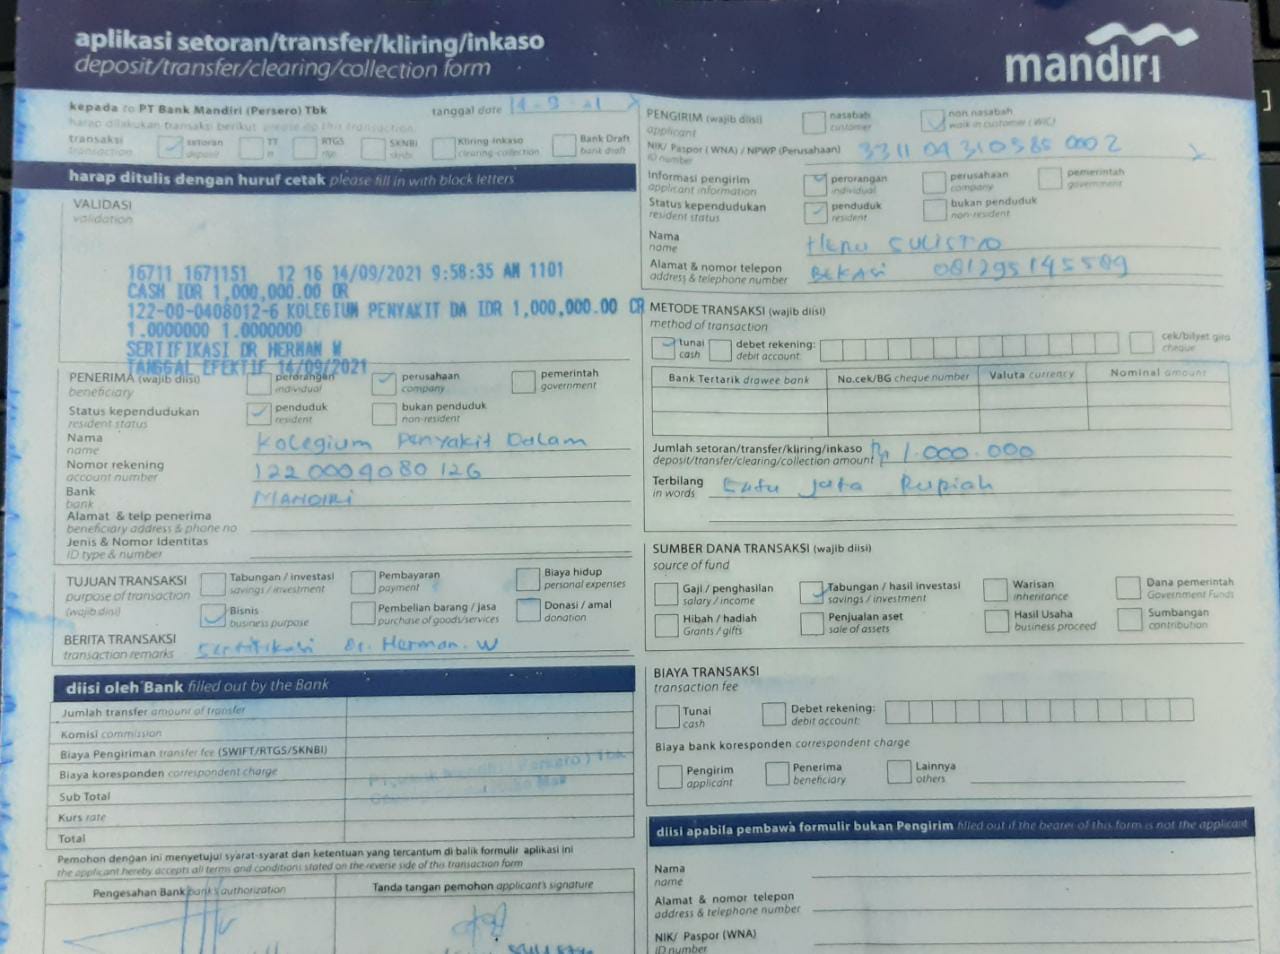 aplikasi setoran/transfer/kliring/inkaso
deposit/transfer/clearing/collection form
mandiri
kepada to PT Bank Mandiri (Persero) Tbk
tanggal date 14-9-21
harap dilakukan transaksi berikut please do this transaction
transaksi
transaction
setoran
deposit
TT
tt
RTGS
rtgs
SKNBI
sknbi
Kliring Inkaso
clearing-collection
Bank Draft
bank draft
harap ditulis dengan huruf cetak please fill in with block letters
VALIDASI
validation
16711 1671151 12 16 14/09/2021 9:58:35 AM 1101
CASH IDR 1,000,000.00 DR
122-00-0408012-6 KOLEGIUM PENYAKIT DA IDR 1,000,000.00 CR
1.0000000 1.0000000
SERTIFIKASI DR HERMAN W
TANGGAL EFEKTIF 14/09/2021
PENERIMA (wajib diisi)
beneficiary
perorangan
individual
perusahaan
company
pemerintah
government
Status kependudukan
resident status
penduduk
resident
bukan penduduk
non-resident
Nama
name
Kolegium Penyakit Dalam
Nomor rekening
account number
Bank
bank
MANDIRI
Alamat & telp penerima
beneficiary address & phone no
Jenis & Nomor Identitas
ID type & number
TUJUAN TRANSAKSI
purpose of transaction
(wajib diisi)
Tabungan / investasi
savings / investment
Pembayaran
payment
Biaya hidup
personal expenses
Bisnis
business purpose
Pembelian barang / jasa
purchase of goods/services
Donasi / amal
donation
BERITA TRANSAKSI
transaction remarks
Sertifikasi Dr. Herman. W
diisi oleh Bank filled out by the Bank
Jumlah transfer amount of transfer
Komisi commission
Biaya Pengiriman transfer fee (SWIFT/RTGS/SKNBI)
Biaya koresponden correspondent charge
Sub Total
Kurs rate
Total
Pemohon dengan ini menyetujui syarat-syarat dan ketentuan yang tercantum di balik formulir aplikasi ini
the applicant hereby accepts all terms and conditions stated on the reverse side of this transaction form
Pengesahan Bank bank's authorization
Tanda tangan pemohon applicant's signature
PENGIRIM (wajib diisi)
applicant
nasabah
customer
non nasabah
walk in customer (WIC)
NIK/ Paspor (WNA) / NPWP (Perusahaan)
ID number
3311 04310585 0002
Informasi pengirim
applicant information
perorangan
individual
perusahaan
company
pemerintah
government
Status kependudukan
resident status
penduduk
resident
bukan penduduk
non-resident
Nama
name
SULISTIO
Alamat & nomor telepon
address & telephone number
BEKASI 081295145589
METODE TRANSAKSI (wajib diisi)
method of transaction
tunai
cash
debet rekening:
debit account
cek/bilyet giro
cheque
Bank Tertarik drawee bank
No.cek/BG cheque number
Valuta currency
Nominal amount
Jumlah setoran/transfer/kliring/inkaso
deposit/transfer/clearing/collection amount
Rp 1.000.000
Terbilang
in words
Satu Juta Rupiah
SUMBER DANA TRANSAKSI (wajib diisi)
source of fund
Gaji / penghasilan
salary / income
Tabungan / hasil investasi
savings / investment
Warisan
inheritance
Dana pemerintah
Government Funds
Hibah / hadiah
Grants / gifts
Penjualan aset
sale of assets
Hasil Usaha
business proceed
Sumbangan
contribution
BIAYA TRANSAKSI
transaction fee
Tunai
cash
Debet rekening:
debit account:
Biaya bank koresponden correspondent charge
Pengirim
applicant
Penerima
beneficiary
Lainnya
others
diisi apabila pembawa formulir bukan Pengirim filled out if the bearer of this form is not the applicant
Nama
name
Alamat & nomor telepon
address & telephone number
NIK/ Paspor (WNA)
ID number